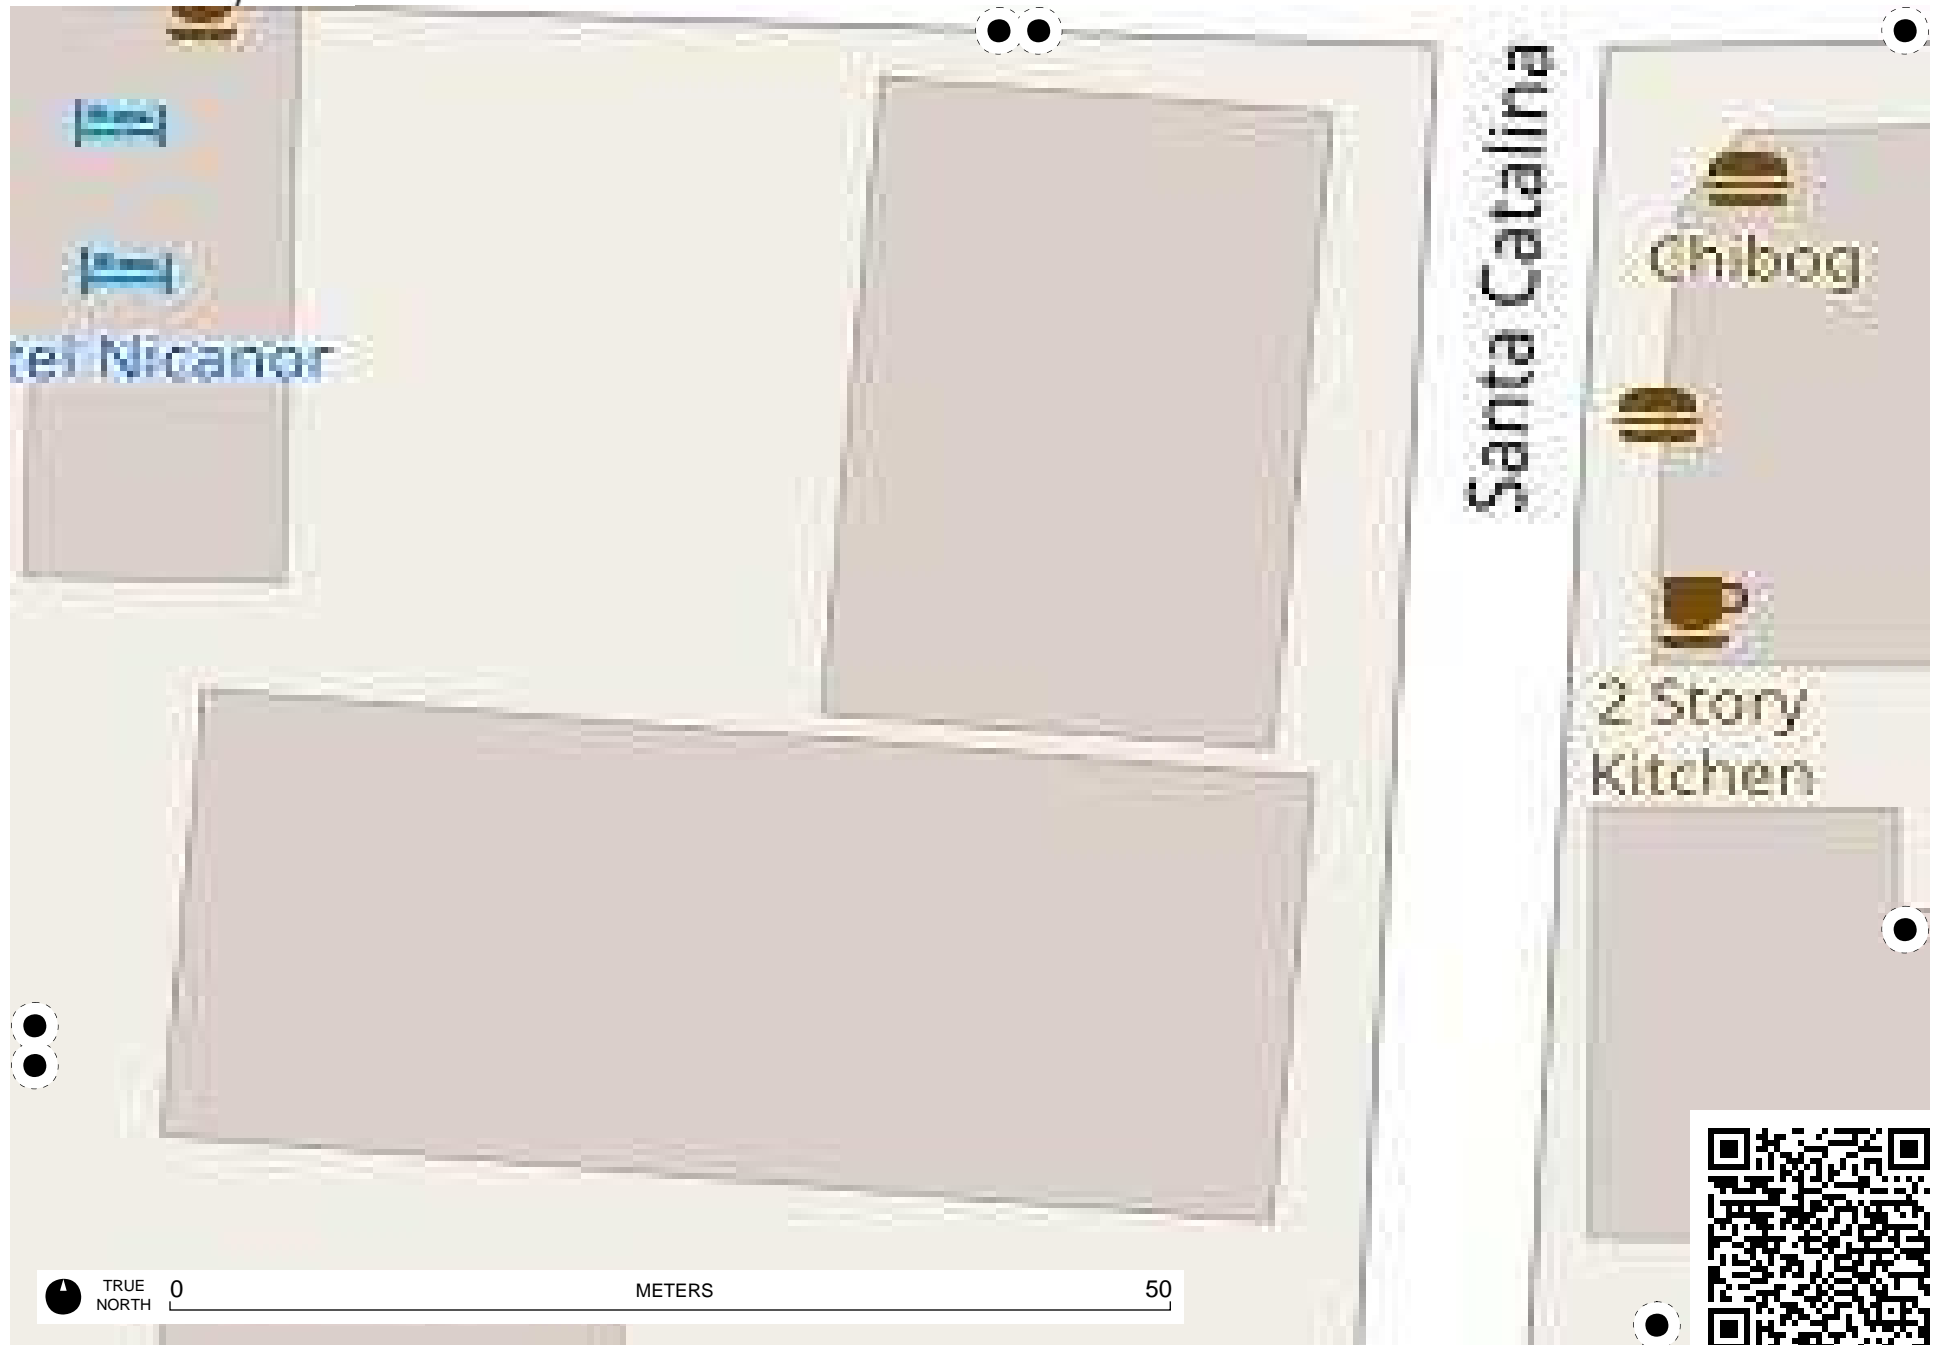 tel Nicanor
Santa Catalina
Chibog
2 Story
Kitchen
TRUE
NORTH
0
METERS
50